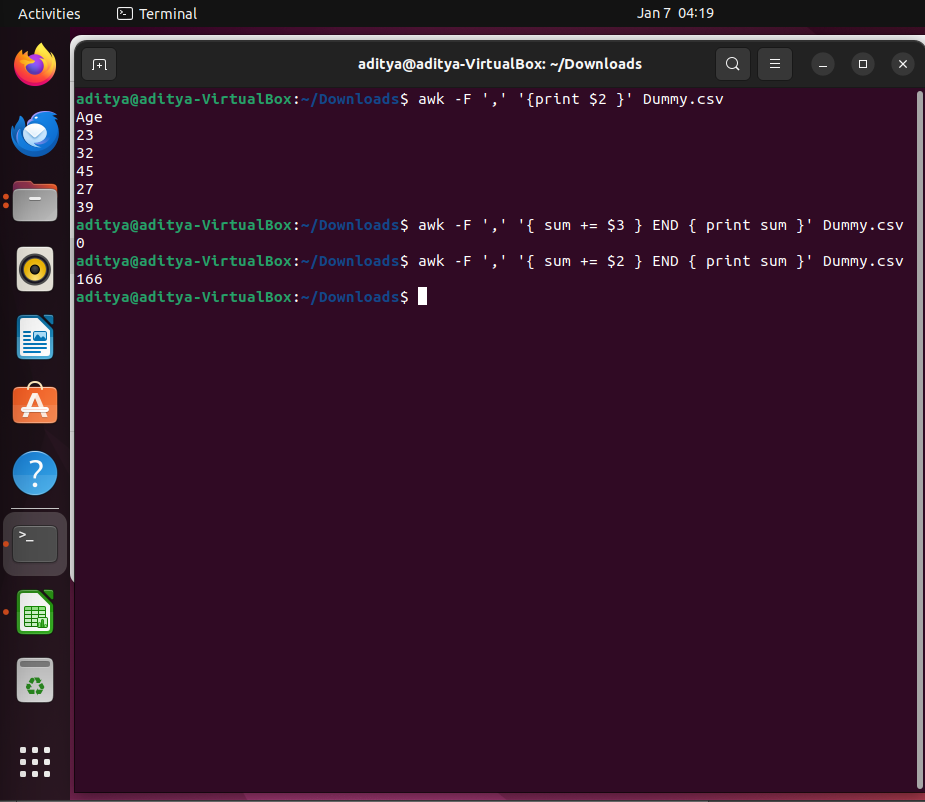 Activities Terminal Jan 7 04:19
aditya@aditya-VirtualBox: ~/Downloads
aditya@aditya-VirtualBox:~/Downloads$ awk -F ',' '{print $2 }' Dummy.csv
Age
23
32
45
27
39
aditya@aditya-VirtualBox:~/Downloads$ awk -F ',' '{ sum += $3 } END { print sum }' Dummy.csv
0
aditya@aditya-VirtualBox:~/Downloads$ awk -F ',' '{ sum += $2 } END { print sum }' Dummy.csv
166
aditya@aditya-VirtualBox:~/Downloads$